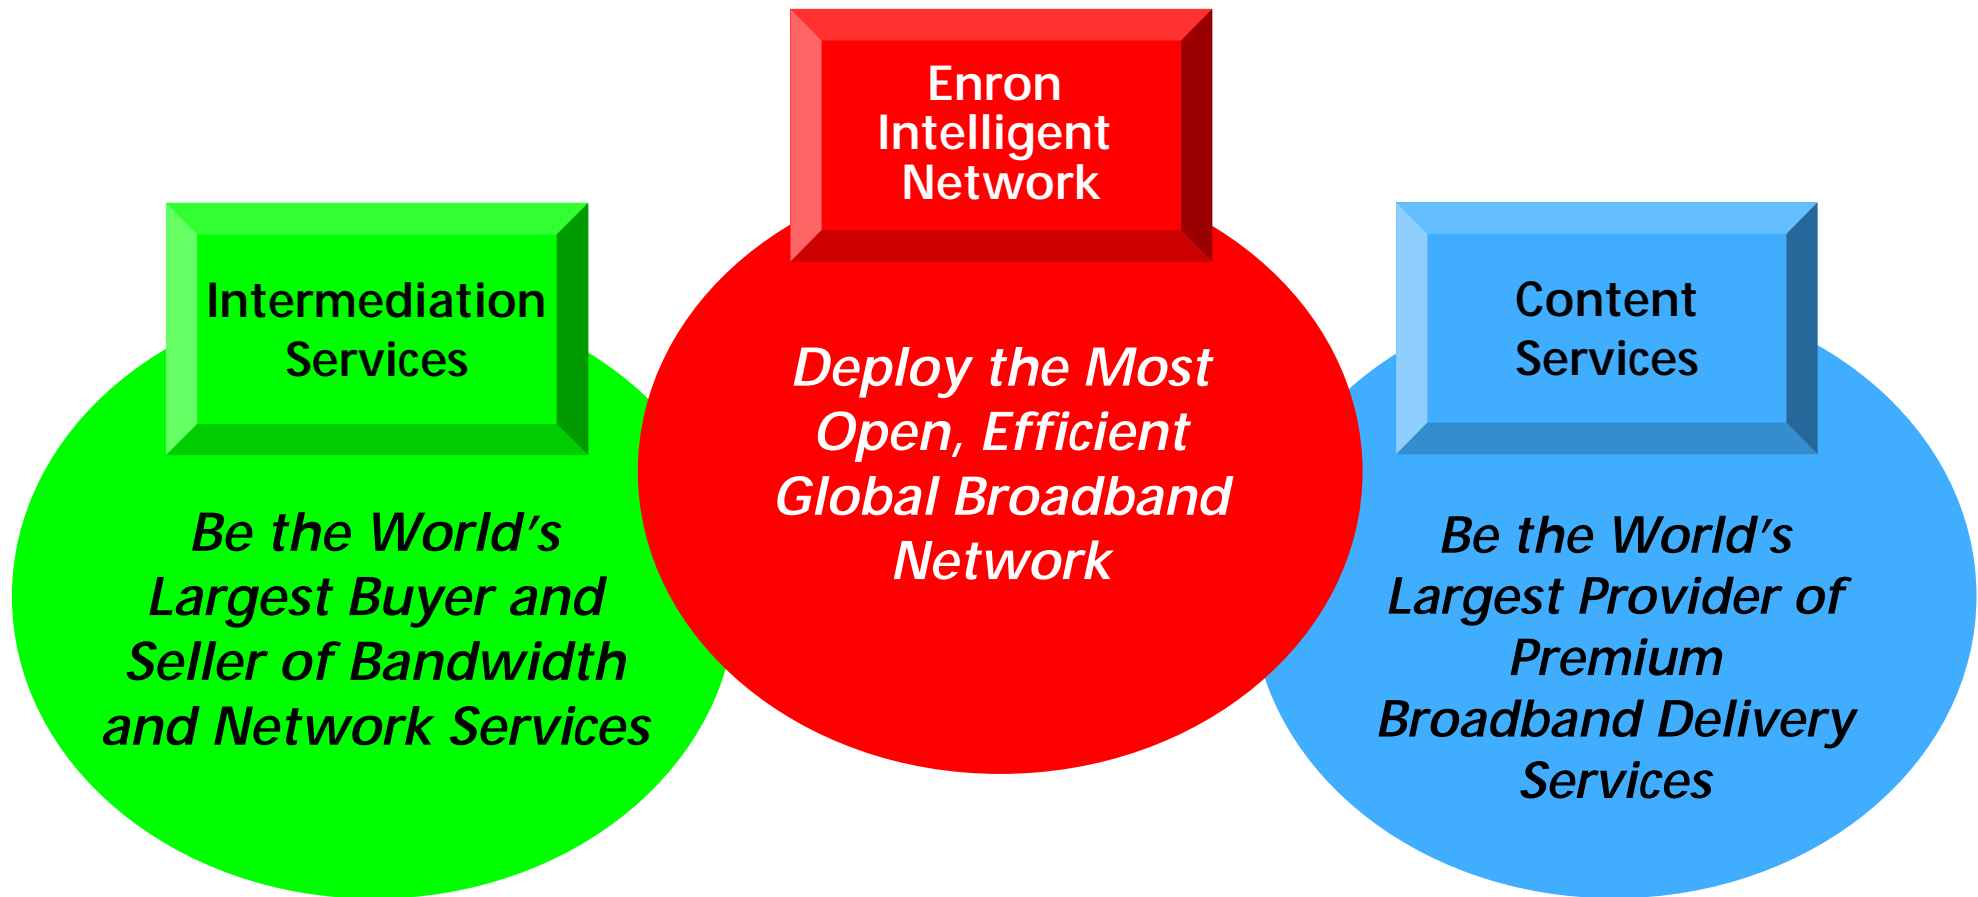 Enron
Intelligent
Network
Deploy the Most
Open, Efficient
Global Broadband
Network
Intermediation
Services
Be the World's
Largest Buyer and
Seller of Bandwidth
and Network Services
Content
Services
Be the World's
Largest Provider of
Premium
Broadband Delivery
Services